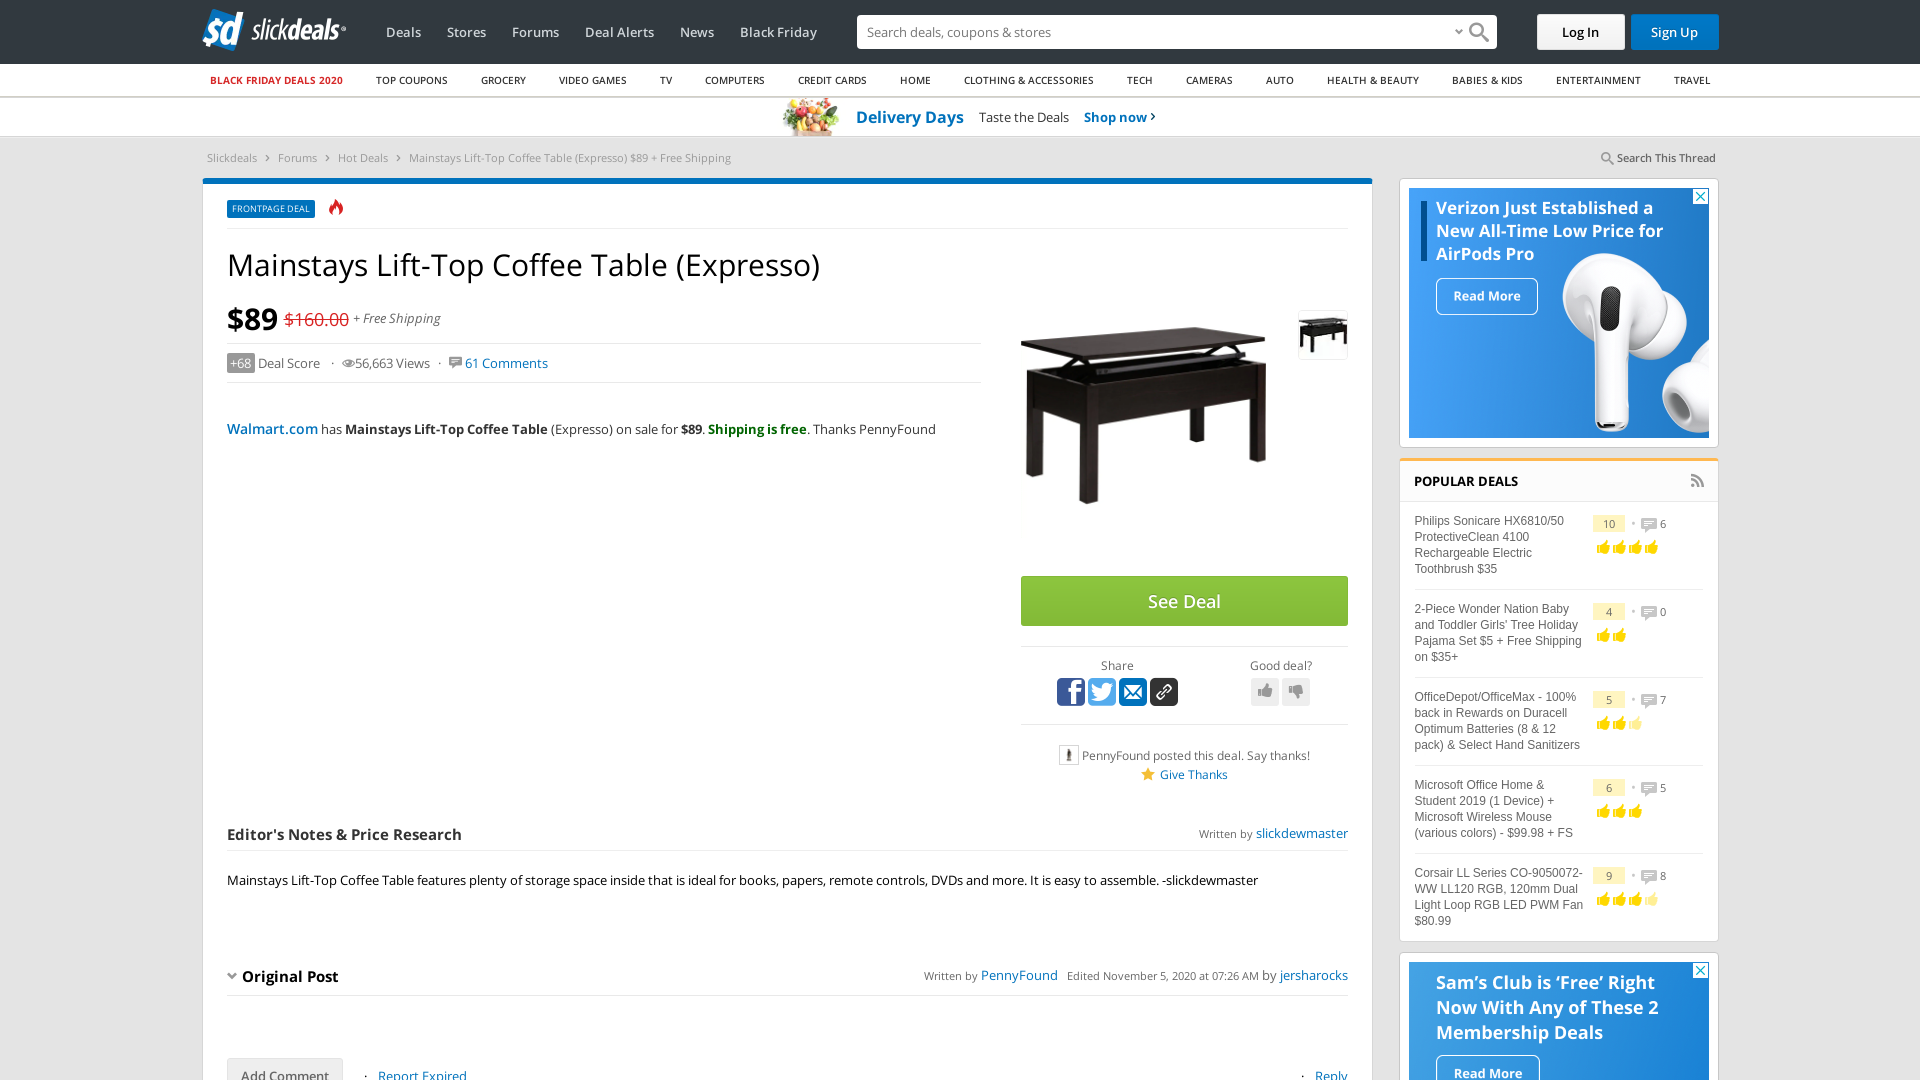 slickdeals
Deals
Stores
Forums
Deal Alerts
News
Black Friday
Search deals, coupons & stores
Log In
Sign Up
BLACK FRIDAY DEALS 2020
TOP COUPONS
GROCERY
VIDEO GAMES
TV
COMPUTERS
CREDIT CARDS
HOME
CLOTHING & ACCESSORIES
TECH
CAMERAS
AUTO
HEALTH & BEAUTY
BABIES & KIDS
ENTERTAINMENT
TRAVEL
Delivery Days Taste the Deals Shop now
Slickdeals > Forums > Hot Deals > Mainstays Lift-Top Coffee Table (Expresso) $89 + Free Shipping
Search This Thread
FRONTPAGE DEAL
Mainstays Lift-Top Coffee Table (Expresso)
$89 $160.00 + Free Shipping
+68 Deal Score · 56,663 Views · 61 Comments
Walmart.com has Mainstays Lift-Top Coffee Table (Expresso) on sale for $89. Shipping is free. Thanks PennyFound
See Deal
Share
Good deal?
PennyFound posted this deal. Say thanks!
Give Thanks
Editor's Notes & Price Research
Written by slickdewmaster
Mainstays Lift-Top Coffee Table features plenty of storage space inside that is ideal for books, papers, remote controls, DVDs and more. It is easy to assemble. -slickdewmaster
Original Post
Written by PennyFound Edited November 5, 2020 at 07:26 AM by jersharocks
Add Comment
· Report Expired
· Reply
Verizon Just Established a
New All-Time Low Price for
AirPods Pro
Read More
POPULAR DEALS
Philips Sonicare HX6810/50
ProtectiveClean 4100
Rechargeable Electric
Toothbrush $35
10 • 6
2-Piece Wonder Nation Baby
and Toddler Girls' Tree Holiday
Pajama Set $5 + Free Shipping
on $35+
4 • 0
OfficeDepot/OfficeMax - 100%
back in Rewards on Duracell
Optimum Batteries (8 & 12
pack) & Select Hand Sanitizers
5 • 7
Microsoft Office Home &
Student 2019 (1 Device) +
Microsoft Wireless Mouse
(various colors) - $99.98 + FS
6 • 5
Corsair LL Series CO-9050072-
WW LL120 RGB, 120mm Dual
Light Loop RGB LED PWM Fan
$80.99
9 • 8
Sam's Club is ‘Free’ Right
Now With Any of These 2
Membership Deals
Read More